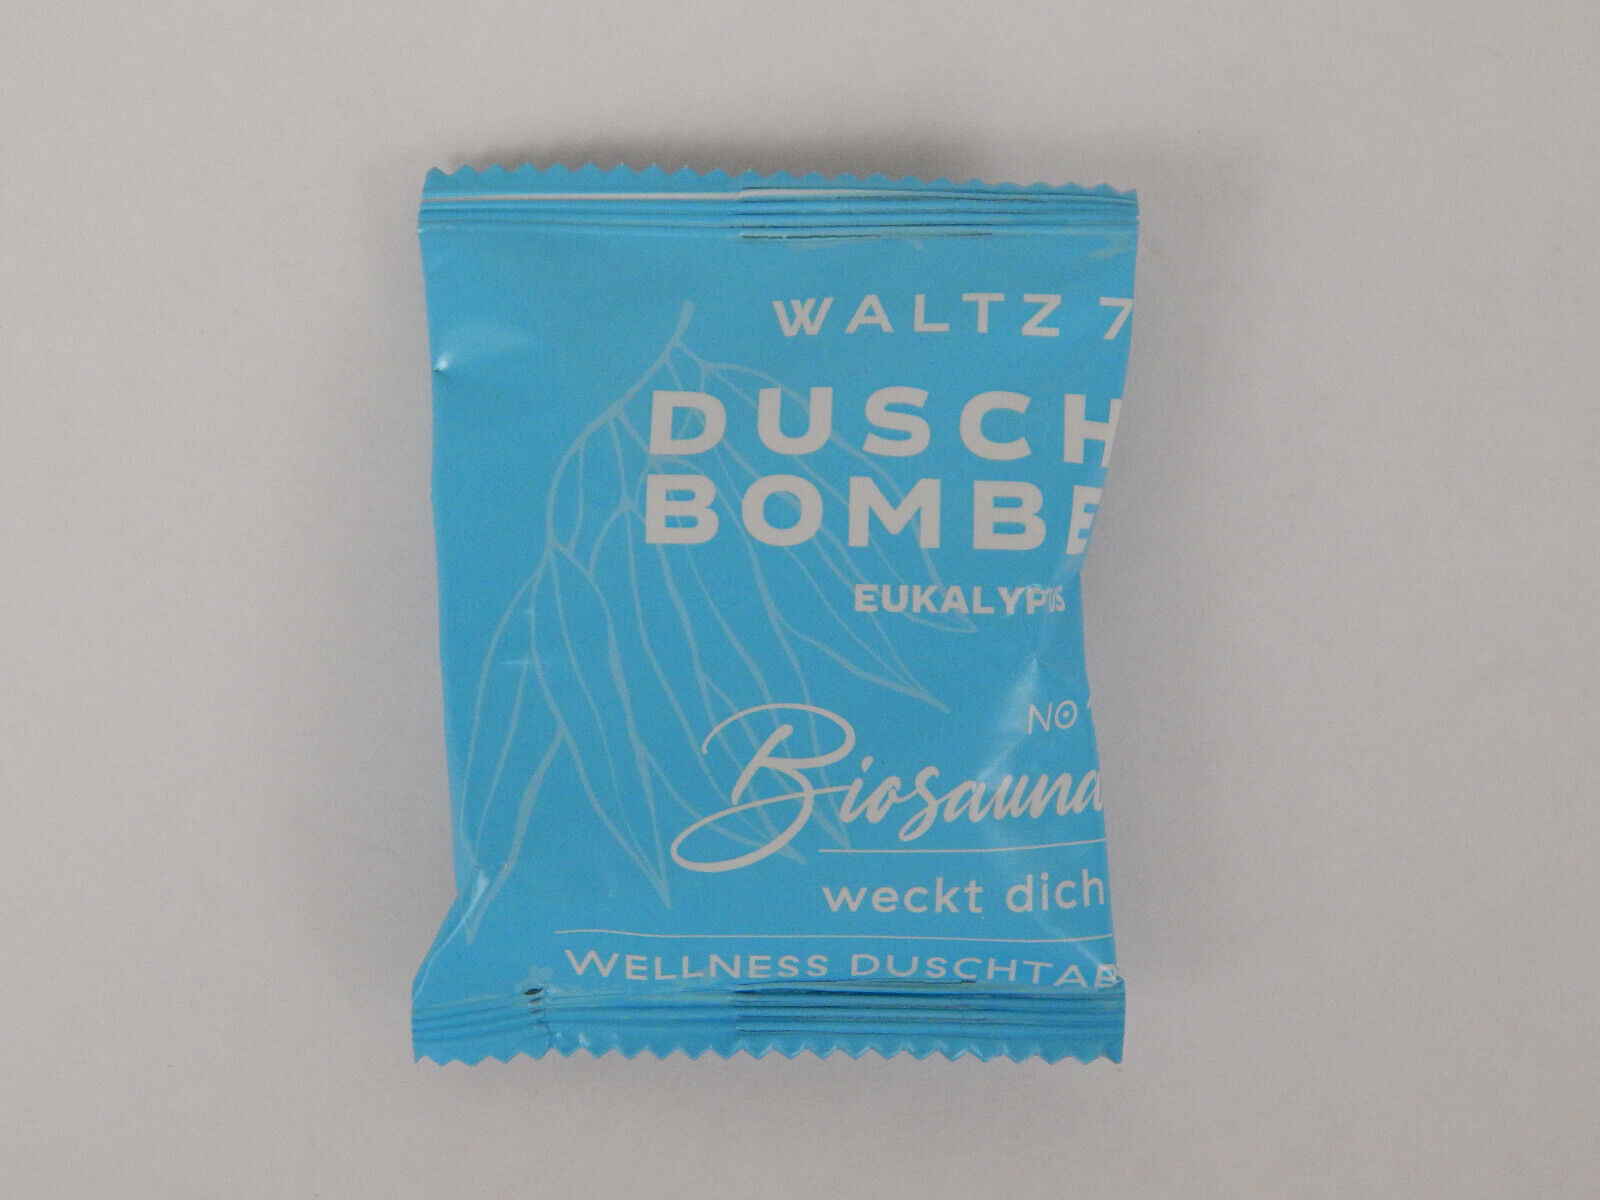 WALTZ 7
DUSCH
BOMBE
EUKALYPTUS
NO
Biosauna
weckt dich
WELLNESS DUSCHTAB